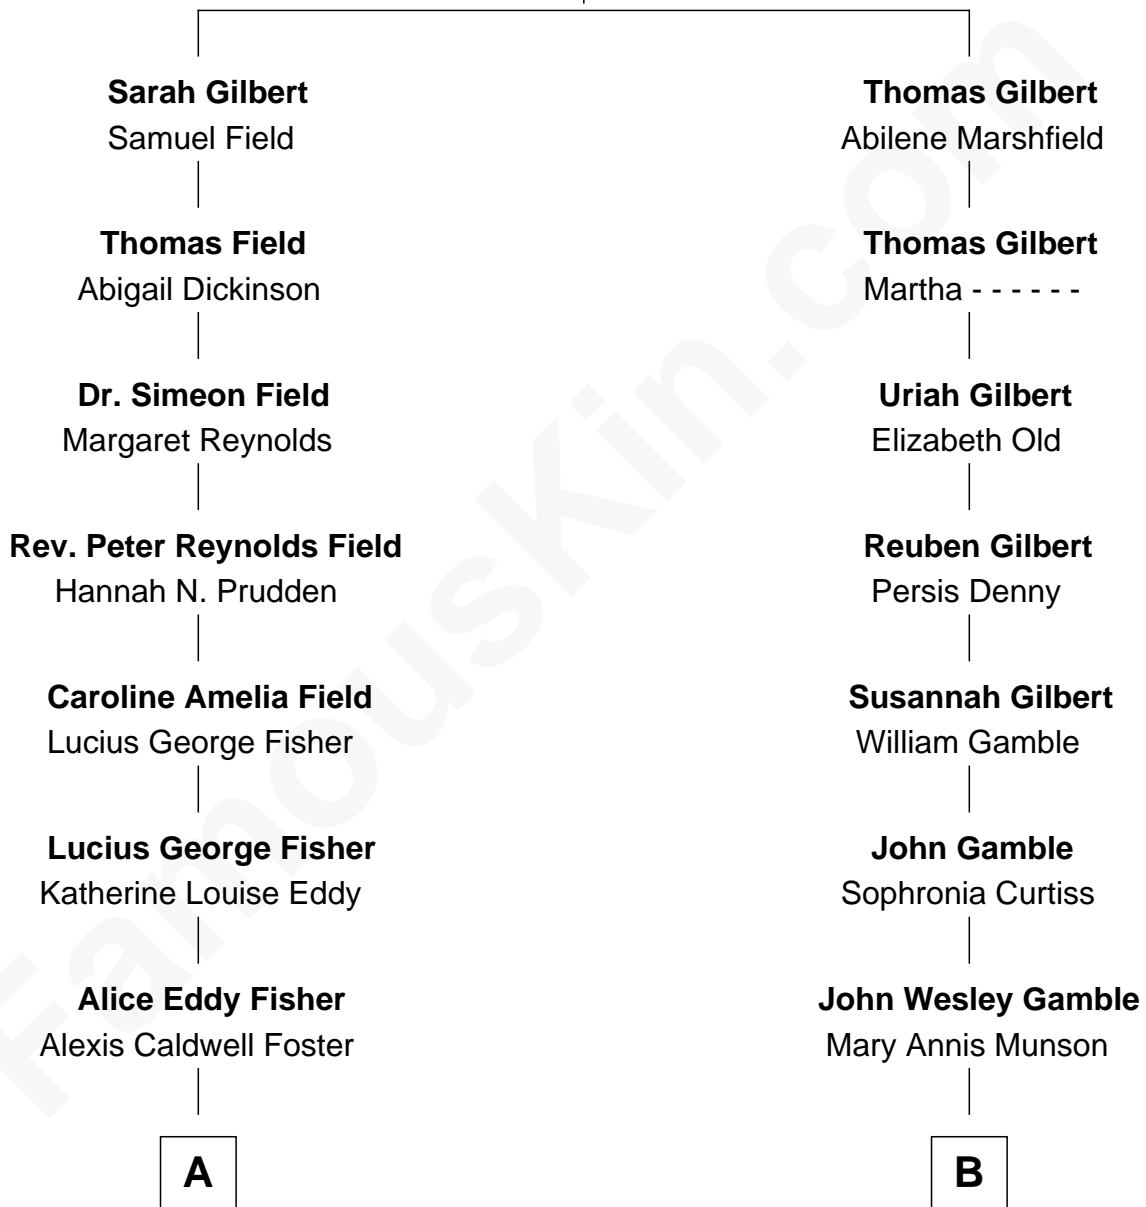 Sarah Gilbert
Samuel Field
Thomas Field
Abigail Dickinson
Dr. Simeon Field
Margaret Reynolds
Rev. Peter Reynolds Field
Hannah N. Prudden
Caroline Amelia Field
Lucius George Fisher
Lucius George Fisher
Katherine Louise Eddy
Alice Eddy Fisher
Alexis Caldwell Foster
A
Thomas Gilbert
Abilene Marshfield
Thomas Gilbert
Martha - - - - - -
Uriah Gilbert
Elizabeth Old
Reuben Gilbert
Persis Denny
Susannah Gilbert
William Gamble
John Gamble
Sophronia Curtiss
John Wesley Gamble
Mary Annis Munson
B
FamousKin.com